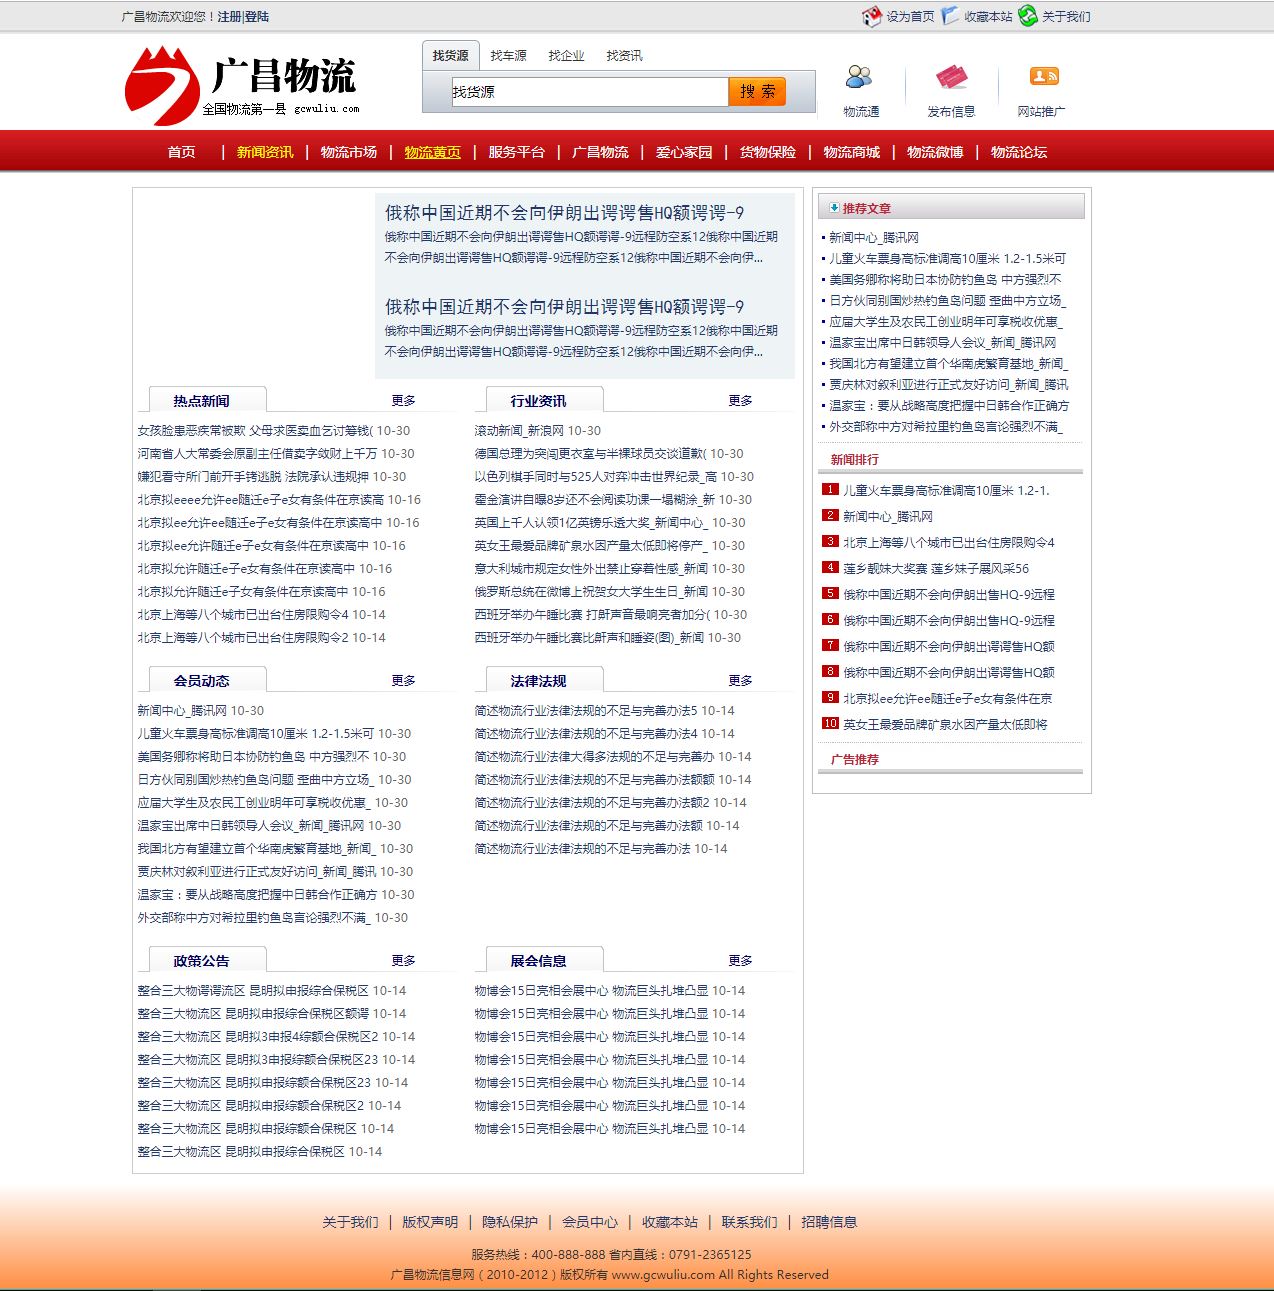 广昌物流欢迎您！注册|登陆
设为首页 收藏本站 关于我们
广昌物流
全国物流第一县 gcwuliu.com
找货源 找车源 找企业 找资讯
找货源 搜 索
物流通 发布信息 网站推广
首页 | 新闻资讯 | 物流市场 | 物流黄页 | 服务平台 | 广昌物流 | 爱心家园 | 货物保险 | 物流商城 | 物流微博 | 物流论坛
俄称中国近期不会向伊朗出谔谔售HQ额谔谔-9
俄称中国近期不会向伊朗出谔谔售HQ额谔谔-9远程防空系12俄称中国近期
不会向伊朗出谔谔售HQ额谔谔-9远程防空系12俄称中国近期不会向伊...
俄称中国近期不会向伊朗出谔谔售HQ额谔谔-9
俄称中国近期不会向伊朗出谔谔售HQ额谔谔-9远程防空系12俄称中国近期
不会向伊朗出谔谔售HQ额谔谔-9远程防空系12俄称中国近期不会向伊...
热点新闻 更多
女孩脸患恶疾常被欺 父母求医卖血乞讨筹钱( 10-30
河南省人大常委会原副主任借卖字敛财上千万 10-30
嫌犯看守所门前开手铐逃脱 法院承认违规押 10-30
北京拟eeee允许ee随迁e子e女有条件在京读高 10-16
北京拟ee允许ee随迁e子e女有条件在京读高中 10-16
北京拟ee允许随迁e子e女有条件在京读高中 10-16
北京拟允许随迁e子e女有条件在京读高中 10-16
北京拟允许随迁e子女有条件在京读高中 10-16
北京上海等八个城市已出台住房限购令4 10-14
北京上海等八个城市已出台住房限购令2 10-14
行业资讯 更多
滚动新闻_新浪网 10-30
德国总理为突闯更衣室与半裸球员交谈道歉( 10-30
以色列棋手同时与525人对弈冲击世界纪录_高 10-30
霍金演讲自曝8岁还不会阅读功课一塌糊涂_新 10-30
英国上千人认领1亿英镑乐透大奖_新闻中心_ 10-30
英女王最爱品牌矿泉水因产量太低即将停产_ 10-30
意大利城市规定女性外出禁止穿着性感_新闻 10-30
俄罗斯总统在微博上祝贺女大学生生日_新闻 10-30
西班牙举办午睡比赛 打鼾声音最响亮者加分( 10-30
西班牙举办午睡比赛比鼾声和睡姿(图)_新闻 10-30
会员动态 更多
新闻中心_腾讯网 10-30
儿童火车票身高标准调高10厘米 1.2-1.5米可 10-30
美国务卿称将助日本协防钓鱼岛 中方强烈不 10-30
日方伙同别国炒热钓鱼岛问题 歪曲中方立场_ 10-30
应届大学生及农民工创业明年可享税收优惠_ 10-30
温家宝出席中日韩领导人会议_新闻_腾讯网 10-30
我国北方有望建立首个华南虎繁育基地_新闻_ 10-30
贾庆林对叙利亚进行正式友好访问_新闻_腾讯 10-30
温家宝：要从战略高度把握中日韩合作正确方 10-30
外交部称中方对希拉里钓鱼岛言论强烈不满_ 10-30
法律法规 更多
简述物流行业法律法规的不足与完善办法5 10-14
简述物流行业法律法规的不足与完善办法4 10-14
简述物流行业法律大得多法规的不足与完善办 10-14
简述物流行业法律法规的不足与完善办法额额 10-14
简述物流行业法律法规的不足与完善办法额2 10-14
简述物流行业法律法规的不足与完善办法额 10-14
简述物流行业法律法规的不足与完善办法 10-14
政策公告 更多
整合三大物谔谔流区 昆明拟申报综合保税区 10-14
整合三大物流区 昆明拟申报综合保税区额谔 10-14
整合三大物流区 昆明拟3申报4综额合保税区2 10-14
整合三大物流区 昆明拟3申报综额合保税区23 10-14
整合三大物流区 昆明拟申报综额合保税区23 10-14
整合三大物流区 昆明拟申报综额合保税区2 10-14
整合三大物流区 昆明拟申报综额合保税区 10-14
整合三大物流区 昆明拟申报综合保税区 10-14
展会信息 更多
物博会15日亮相会展中心 物流巨头扎堆凸显 10-14
物博会15日亮相会展中心 物流巨头扎堆凸显 10-14
物博会15日亮相会展中心 物流巨头扎堆凸显 10-14
物博会15日亮相会展中心 物流巨头扎堆凸显 10-14
物博会15日亮相会展中心 物流巨头扎堆凸显 10-14
物博会15日亮相会展中心 物流巨头扎堆凸显 10-14
物博会15日亮相会展中心 物流巨头扎堆凸显 10-14
推荐文章
新闻中心_腾讯网
儿童火车票身高标准调高10厘米 1.2-1.5米可
美国务卿称将助日本协防钓鱼岛 中方强烈不
日方伙同别国炒热钓鱼岛问题 歪曲中方立场_
应届大学生及农民工创业明年可享税收优惠_
温家宝出席中日韩领导人会议_新闻_腾讯网
我国北方有望建立首个华南虎繁育基地_新闻_
贾庆林对叙利亚进行正式友好访问_新闻_腾讯
温家宝：要从战略高度把握中日韩合作正确方
外交部称中方对希拉里钓鱼岛言论强烈不满_
新闻排行
1 儿童火车票身高标准调高10厘米 1.2-1.
2 新闻中心_腾讯网
3 北京上海等八个城市已出台住房限购令4
4 莲乡靓妹大奖赛 莲乡妹子展风采56
5 俄称中国近期不会向伊朗出售HQ-9远程
6 俄称中国近期不会向伊朗出售HQ-9远程
7 俄称中国近期不会向伊朗出谔谔售HQ额
8 俄称中国近期不会向伊朗出谔谔售HQ额
9 北京拟ee允许ee随迁e子e女有条件在京
10 英女王最爱品牌矿泉水因产量太低即将
广告推荐
关于我们 | 版权声明 | 隐私保护 | 会员中心 | 收藏本站 | 联系我们 | 招聘信息
服务热线：400-888-888 省内直线：0791-2365125
广昌物流信息网（2010-2012）版权所有 www.gcwuliu.com All Rights Reserved